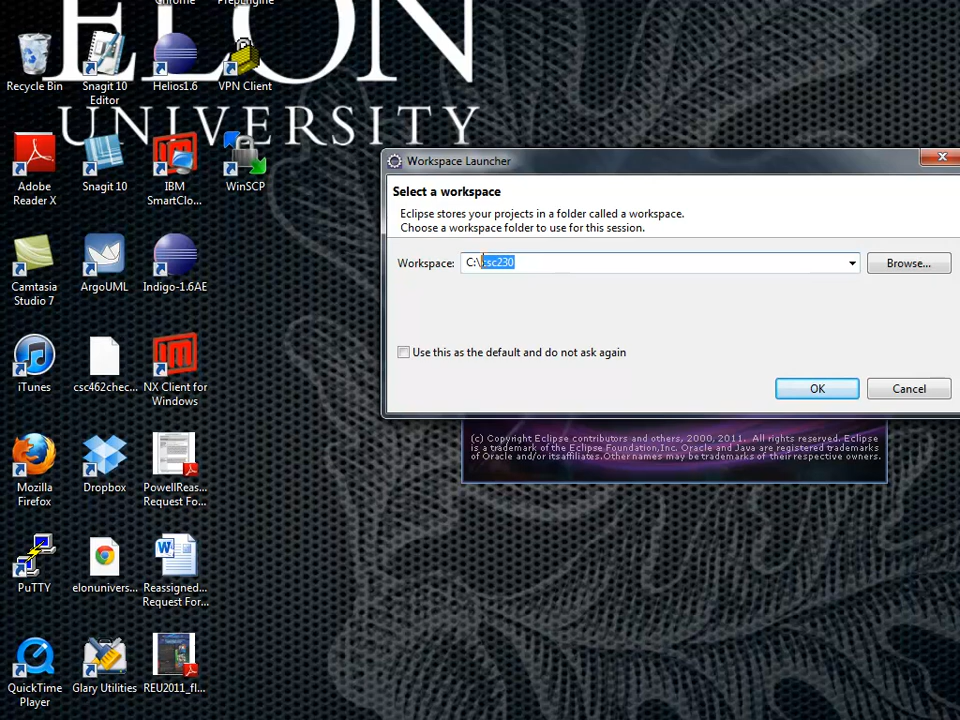 Chrome
PrepEngine
ELON
UNIVERSITY
Recycle Bin
Snagit 10
Editor
Helios1.6
VPN Client
Adobe
Reader X
Snagit 10
IBM
SmartClo...
WinSCP
Camtasia
Studio 7
ArgoUML
Indigo-1.6AE
iTunes
csc462chec...
NX Client for
Windows
Mozilla
Firefox
Dropbox
PowellReas...
Request Fo...
PuTTY
elonunivers...
Reassigned...
Request For...
QuickTime
Player
Glary Utilities
REU2011_fl...
Workspace Launcher
Select a workspace
Eclipse stores your projects in a folder called a workspace.
Choose a workspace folder to use for this session.
Workspace:
C:\csc230
Browse...
Use this as the default and do not ask again
OK
Cancel
(c) Copyright Eclipse contributors and others, 2000, 2011. All rights reserved. Eclipse
is a trademark of the Eclipse Foundation,Inc. Oracle and Java are registered trademarks
of Oracle and/or itsaffiliates.Other names may be trademarks of their respective owners.